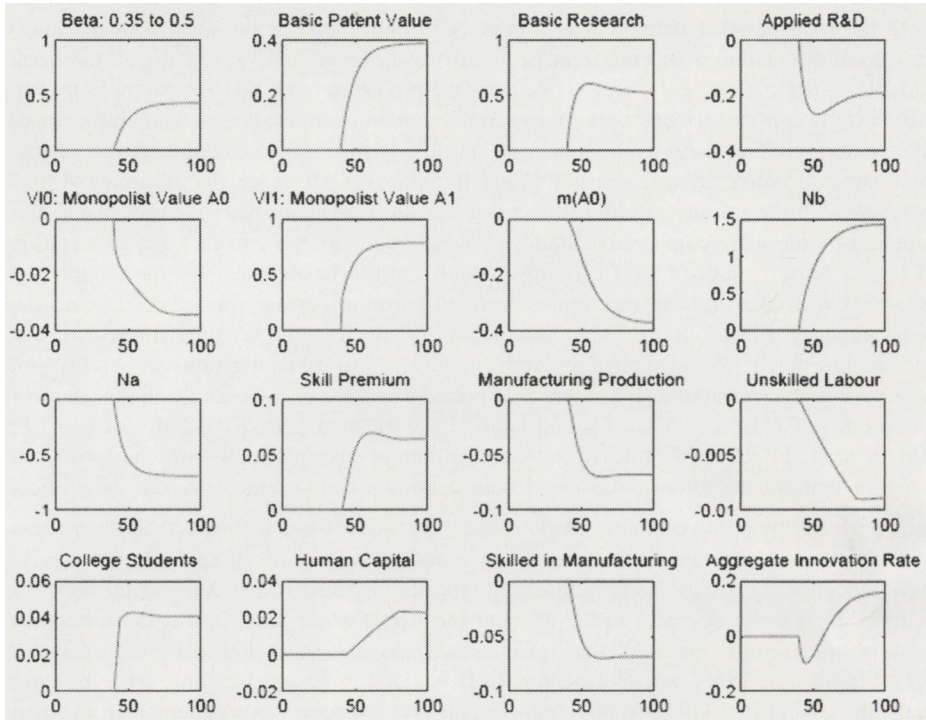 Beta: 0.35 to 0.5 Basic Patent Value Basic Research Applied R&D
1 0.4 1 0
0.5 0.2 0.5 -0.2
0 0 0 -0.4
0 50 100 0 50 100 0 50 100 0 50 100
VI0: Monopolist Value A0 VI1: Monopolist Value A1 m(A0) Nb
0 1 0 1.5
1
-0.02 0.5 -0.2
0.5
-0.04 0 -0.4 0
0 50 100 0 50 100 0 50 100 0 50 100
Na Skill Premium Manufacturing Production Unskilled Labour
0 0.1 0 0
-0.5 0.05 -0.05 -0.005
-1 0 -0.1 -0.01
0 50 100 0 50 100 0 50 100 0 50 100
College Students Human Capital Skilled in Manufacturing Aggregate Innovation Rate
0.06 0.04 0 0.2
0.04 0.02
-0.05 0
0.02 0
0 -0.02 -0.1 -0.2
0 50 100 0 50 100 0 50 100 0 50 100